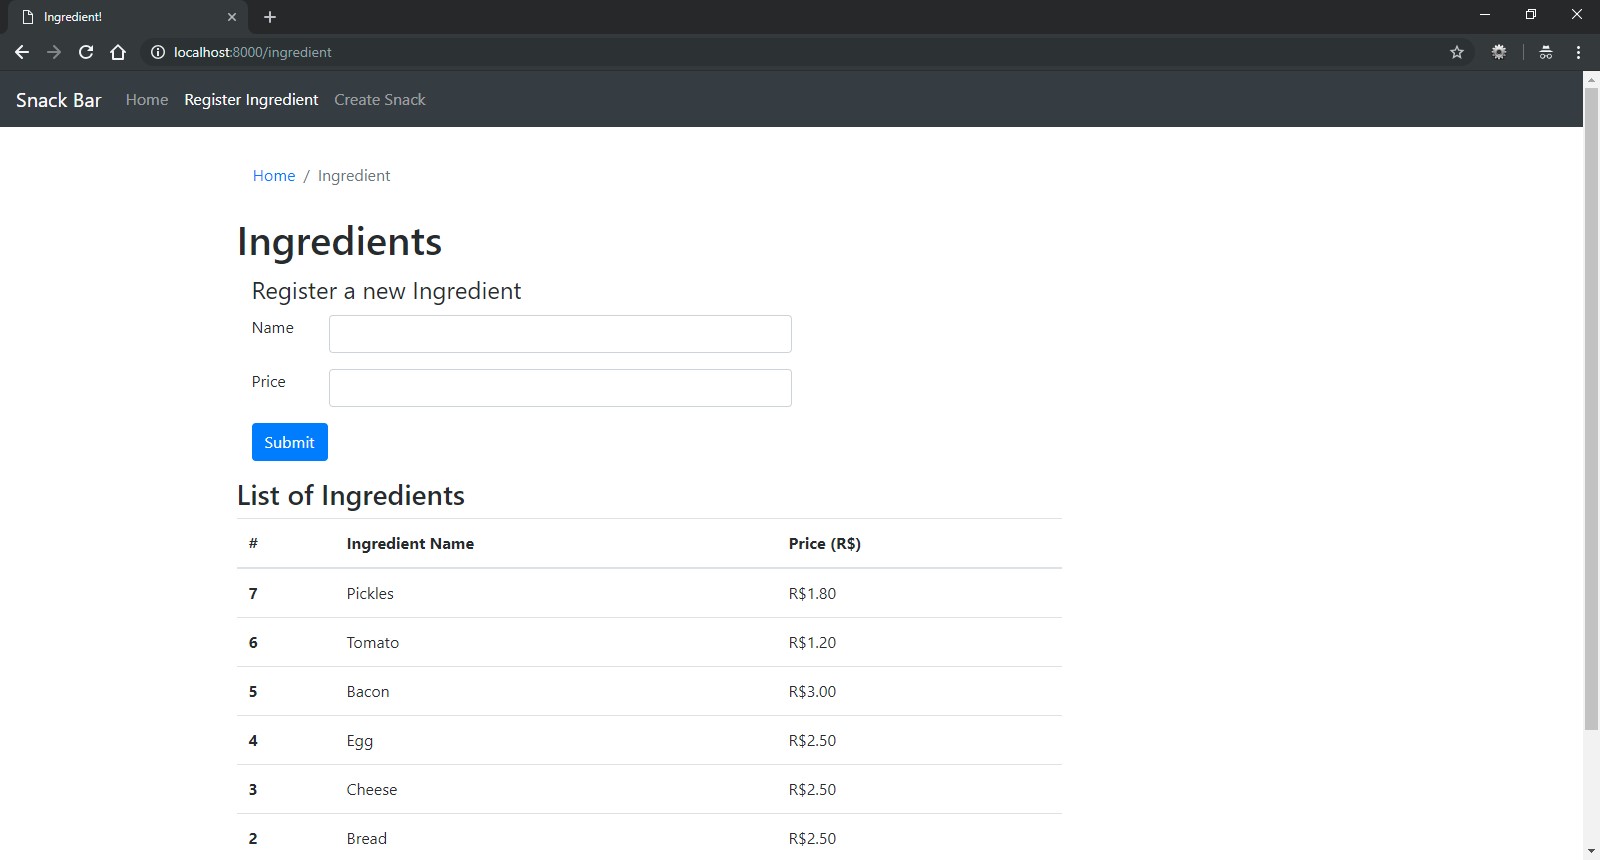 Ingredient!
localhost:8000/ingredient
Snack Bar Home Register Ingredient Create Snack
Home / Ingredient
Ingredients
Register a new Ingredient
Name
Price
Submit
List of Ingredients
# Ingredient Name Price (R$)
7 Pickles R$1.80
6 Tomato R$1.20
5 Bacon R$3.00
4 Egg R$2.50
3 Cheese R$2.50
2 Bread R$2.50